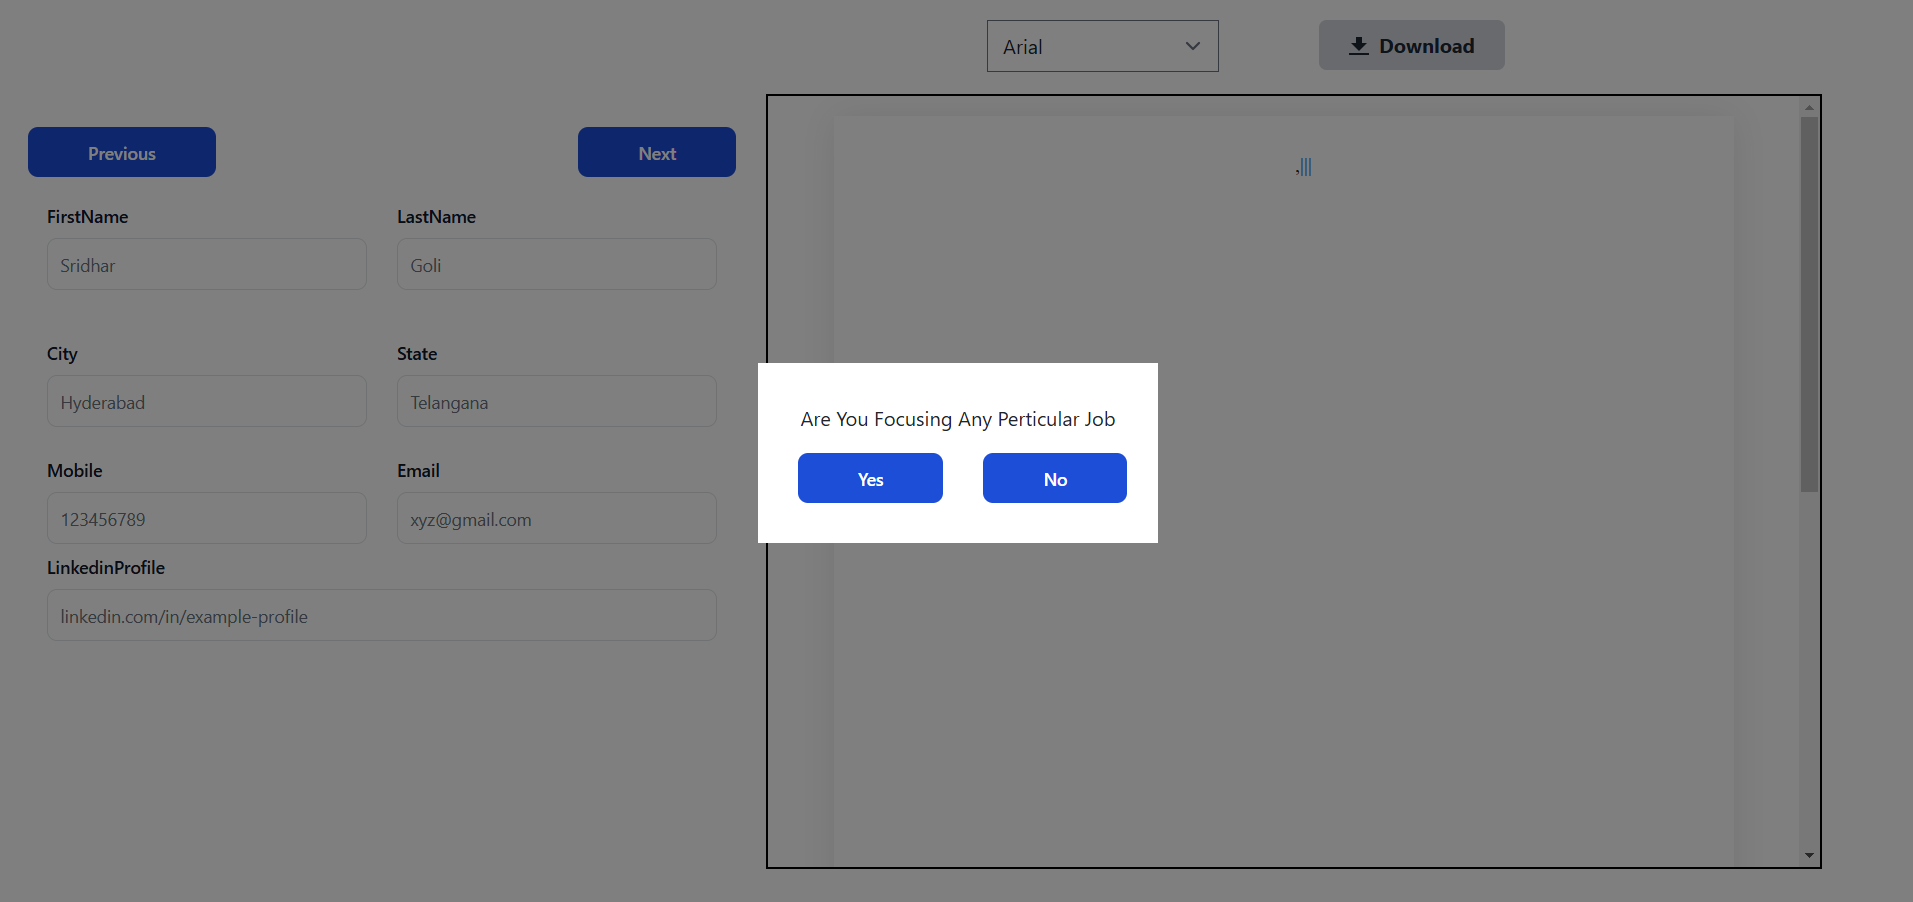 Arial
Download
Previous
Next
,|||
FirstName
LastName
Sridhar
Goli
City
State
Hyderabad
Telangana
Are You Focusing Any Perticular Job
Yes
No
Mobile
Email
123456789
xyz@gmail.com
LinkedinProfile
linkedin.com/in/example-profile